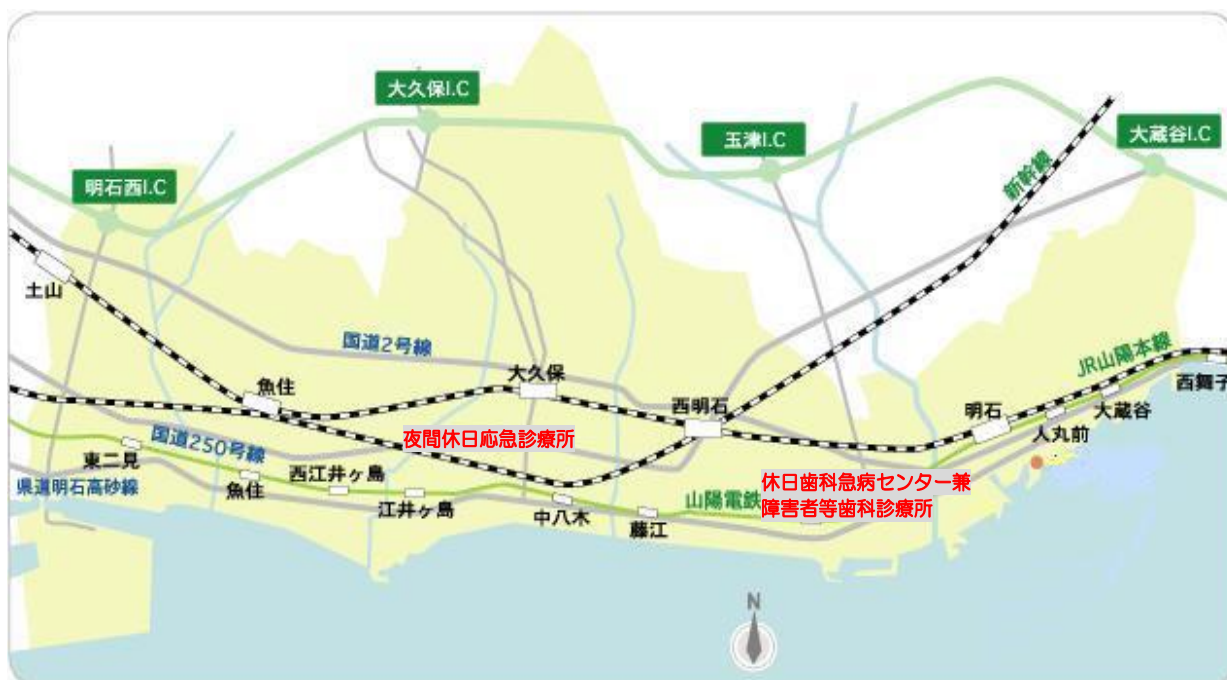 大久保I.C
玉津I.C
大蔵谷I.C
明石西I.C
新幹線
土山
国道2号線
JR山陽本線
西舞子
大久保
魚住
西明石
明石
大蔵谷
人丸前
夜間休日応急診療所
国道250号線
東二見
西江井ヶ島
魚住
県道明石高砂線
江井ヶ島
中八木
藤江
山陽電鉄
休日歯科急病センター兼
障害者等歯科診療所
N